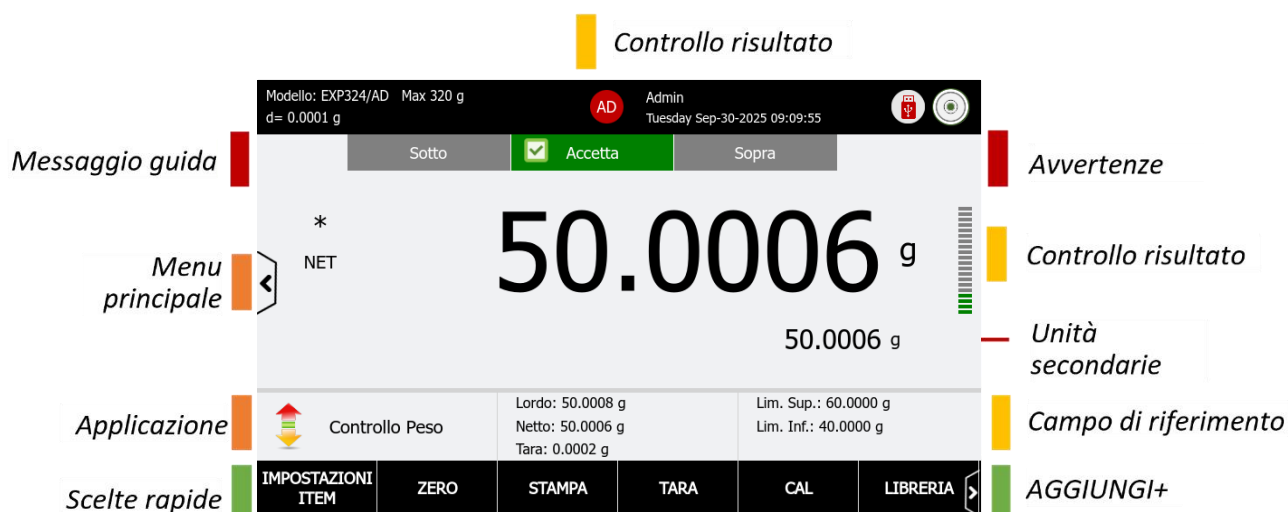 Controllo risultato
Modello: EXP324/AD Max 320 g
d= 0.0001 g
AD
Admin
Tuesday Sep-30-2025 09:09:55
Messaggio guida
Sotto
Accetta
Sopra
Avvertenze
*
NET
50.0006 g
Menu
principale
Controllo risultato
50.0006 g
Unità
secondarie
Applicazione
Controllo Peso
Lordo: 50.0008 g
Netto: 50.0006 g
Tara: 0.0002 g
Lim. Sup.: 60.0000 g
Lim. Inf.: 40.0000 g
Campo di riferimento
Scelte rapide
IMPOSTAZIONI
ITEM
ZERO
STAMPA
TARA
CAL
LIBRERIA
AGGIUNGI+